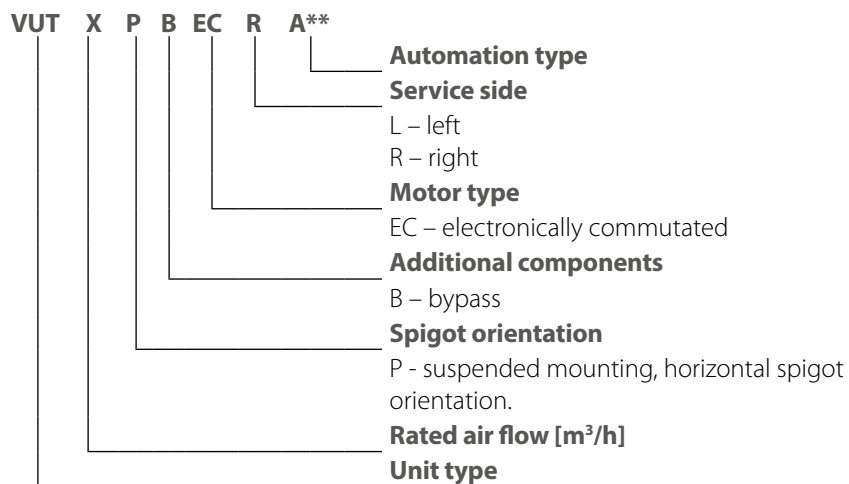 VUT X P B EC R A**
Automation type
Service side
L – left
R – right
Motor type
EC – electronically commutated
Additional components
B – bypass
Spigot orientation
P - suspended mounting, horizontal spigot
orientation.
Rated air flow [m³/h]
Unit type